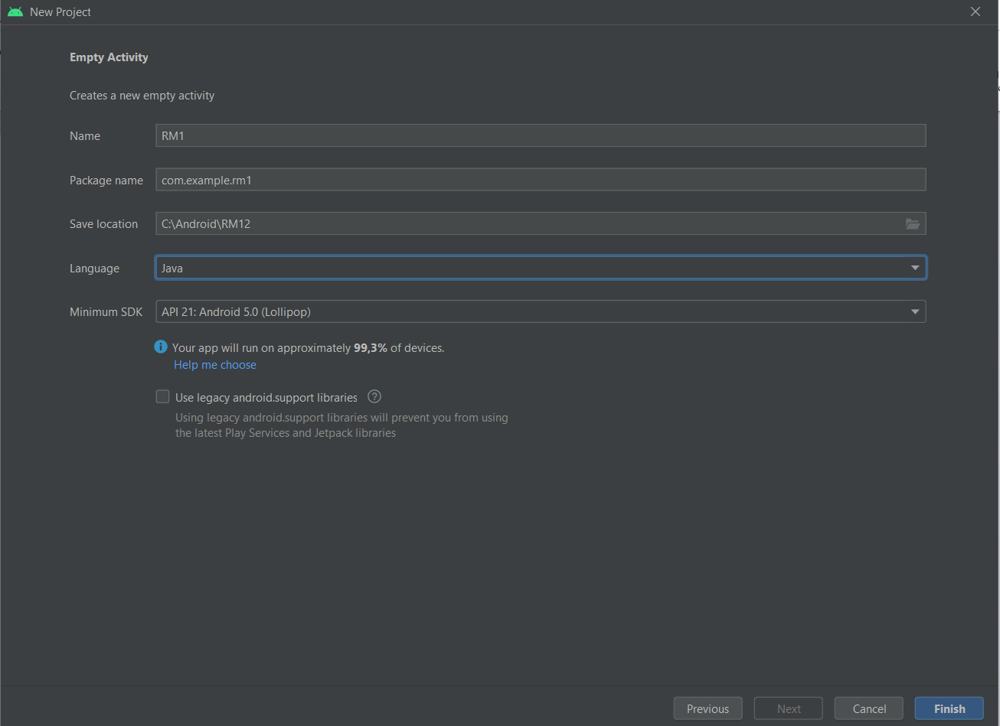 New Project
Empty Activity
Creates a new empty activity
Name RM1
Package name com.example.rm1
Save location C:\Android\RM12
Language Java
Minimum SDK API 21: Android 5.0 (Lollipop)
i Your app will run on approximately 99,3% of devices.
Help me choose
Use legacy android.support libraries ?
Using legacy android.support libraries will prevent you from using
the latest Play Services and Jetpack libraries
Previous Next Cancel Finish